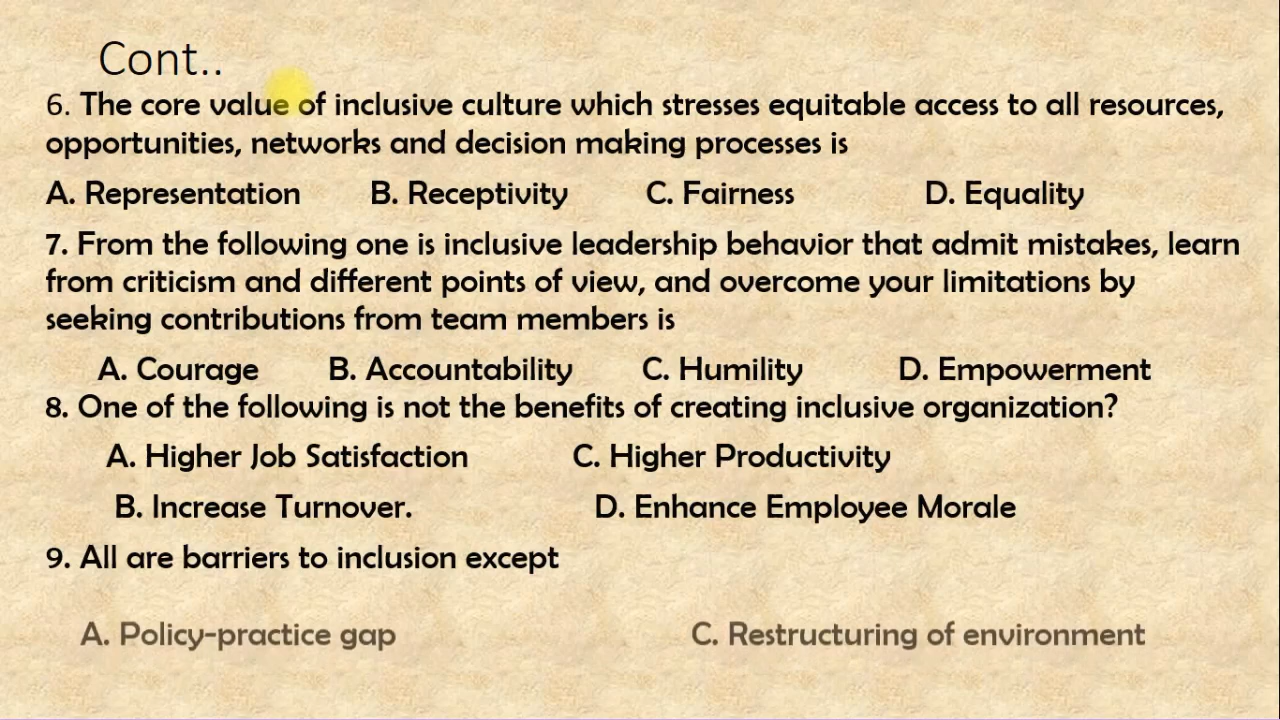 Cont..
6. The core value of inclusive culture which stresses equitable access to all resources,
opportunities, networks and decision making processes is
A. Representation B. Receptivity C. Fairness D. Equality
7. From the following one is inclusive leadership behavior that admit mistakes, learn
from criticism and different points of view, and overcome your limitations by
seeking contributions from team members is
A. Courage B. Accountability C. Humility D. Empowerment
8. One of the following is not the benefits of creating inclusive organization?
A. Higher Job Satisfaction C. Higher Productivity
B. Increase Turnover. D. Enhance Employee Morale
9. All are barriers to inclusion except
A. Policy-practice gap C. Restructuring of environment